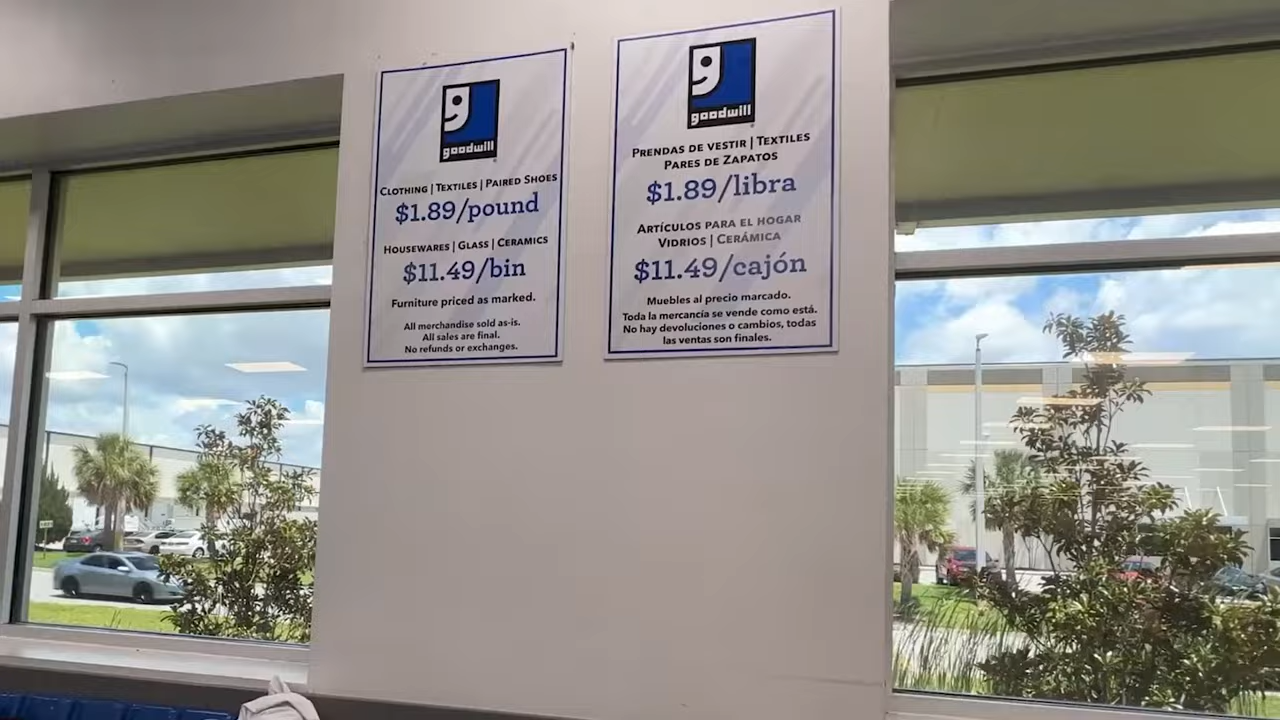 goodwill
CLOTHING | TEXTILES | PAIRED SHOES
$1.89/pound
HOUSEWARES | GLASS | CERAMICS
$11.49/bin
Furniture priced as marked.
All merchandise sold as-is.
All sales are final.
No refunds or exchanges.
goodwill
PRENDAS DE VESTIR | TEXTILES
PARES DE ZAPATOS
$1.89/libra
ARTÍCULOS PARA EL HOGAR
VIDRIOS | CERÁMICA
$11.49/cajón
Muebles al precio marcado.
Toda la mercancía se vende como está.
No hay devoluciones o cambios, todas
las ventas son finales.